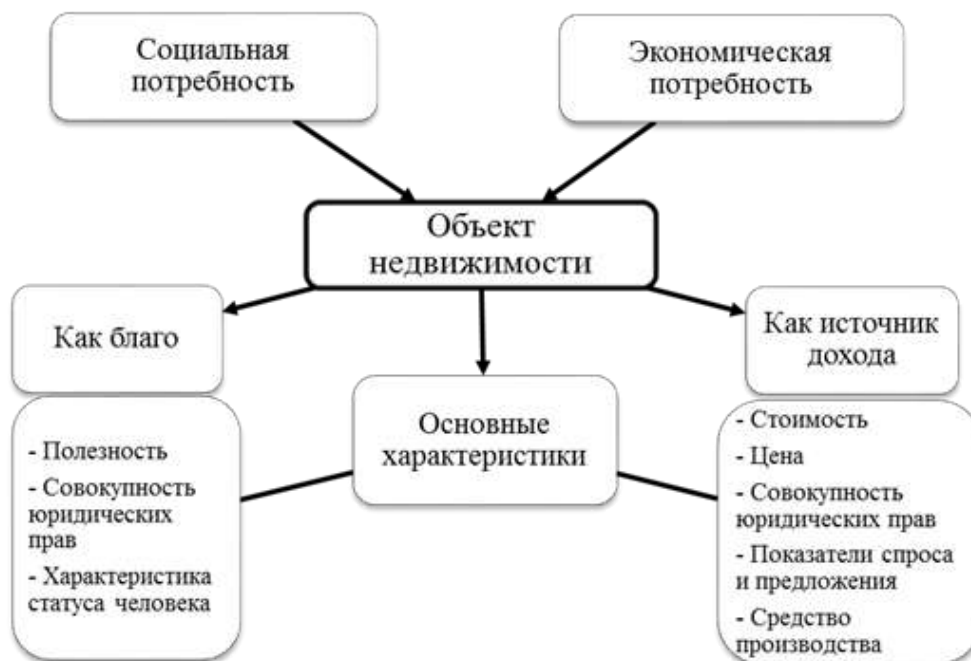 Социальная
потребность
Экономическая
потребность
Объект
недвижимости
Как благо
Как источник
дохода
Основные
характеристики
- Полезность
- Совокупность
юридических
прав
- Характеристика
статуса человека
- Стоимость
- Цена
- Совокупность
юридических прав
- Показатели спроса
и предложения
- Средство
производства